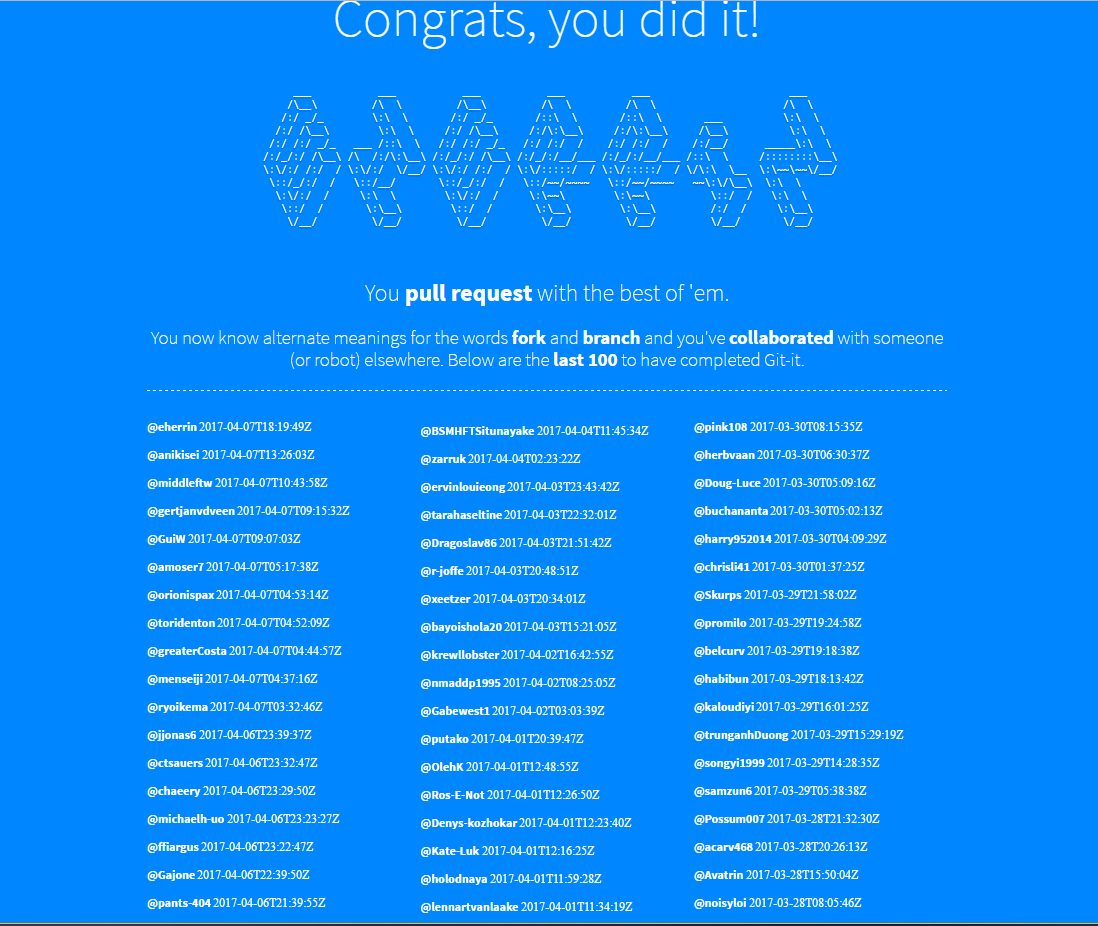 Congrats, you did it!
You pull request with the best of 'em.
You now know alternate meanings for the words fork and branch and you've collaborated with someone
(or robot) elsewhere. Below are the last 100 to have completed Git-it.
@eherrin 2017-04-07T18:19:49Z
@anikisei 2017-04-07T13:26:03Z
@middleftw 2017-04-07T10:43:58Z
@gertjanvdveen 2017-04-07T09:15:32Z
@GuiW 2017-04-07T09:07:03Z
@amoser7 2017-04-07T05:17:38Z
@orionispax 2017-04-07T04:53:14Z
@toridenton 2017-04-07T04:52:09Z
@greaterCosta 2017-04-07T04:44:57Z
@menseiji 2017-04-07T04:37:16Z
@ryoikema 2017-04-07T03:32:46Z
@jjonas6 2017-04-06T23:39:37Z
@ctsauers 2017-04-06T23:32:47Z
@chaeery 2017-04-06T23:29:50Z
@michaelh-uo 2017-04-06T23:23:27Z
@ffiargus 2017-04-06T23:22:47Z
@Gajone 2017-04-06T22:39:50Z
@pants-404 2017-04-06T21:39:55Z
@BSMHFTSitunayake 2017-04-04T11:45:34Z
@zarruk 2017-04-04T02:23:22Z
@ervinlouieong 2017-04-03T23:43:42Z
@tarahaseltine 2017-04-03T22:32:01Z
@Dragoslav86 2017-04-03T21:51:42Z
@r-joffe 2017-04-03T20:48:51Z
@xeetzer 2017-04-03T20:34:01Z
@bayoishola20 2017-04-03T15:21:05Z
@krewllobster 2017-04-02T16:42:55Z
@nmaddp1995 2017-04-02T08:25:05Z
@Gabewest1 2017-04-02T03:03:39Z
@putako 2017-04-01T20:39:47Z
@OlehK 2017-04-01T12:48:55Z
@Ros-E-Not 2017-04-01T12:26:50Z
@Denys-kozhokar 2017-04-01T12:23:40Z
@Kate-Luk 2017-04-01T12:16:25Z
@holodnaya 2017-04-01T11:59:28Z
@lennartvanlaake 2017-04-01T11:34:19Z
@pink108 2017-03-30T08:15:35Z
@herbvaan 2017-03-30T06:30:37Z
@Doug-Luce 2017-03-30T05:09:16Z
@buchananta 2017-03-30T05:02:13Z
@harry952014 2017-03-30T04:09:29Z
@chrisli41 2017-03-30T01:37:25Z
@Skurps 2017-03-29T21:58:02Z
@promilo 2017-03-29T19:24:58Z
@belcurv 2017-03-29T19:18:38Z
@habibun 2017-03-29T18:13:42Z
@kaloudiyi 2017-03-29T16:01:25Z
@trunganhDuong 2017-03-29T15:29:19Z
@songyi1999 2017-03-29T14:28:35Z
@samzun6 2017-03-29T05:38:38Z
@Possum007 2017-03-28T21:32:30Z
@acarv468 2017-03-28T20:26:13Z
@Avatrin 2017-03-28T15:50:04Z
@noisyloi 2017-03-28T08:05:46Z